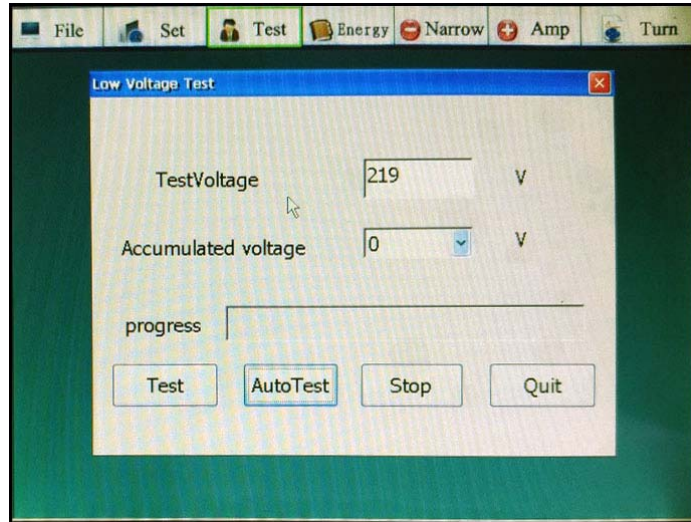 File Set Test Energy Narrow Amp Turn
Low Voltage Test
TestVoltage 219 V
Accumulated voltage 0 V
progress
Test AutoTest Stop Quit